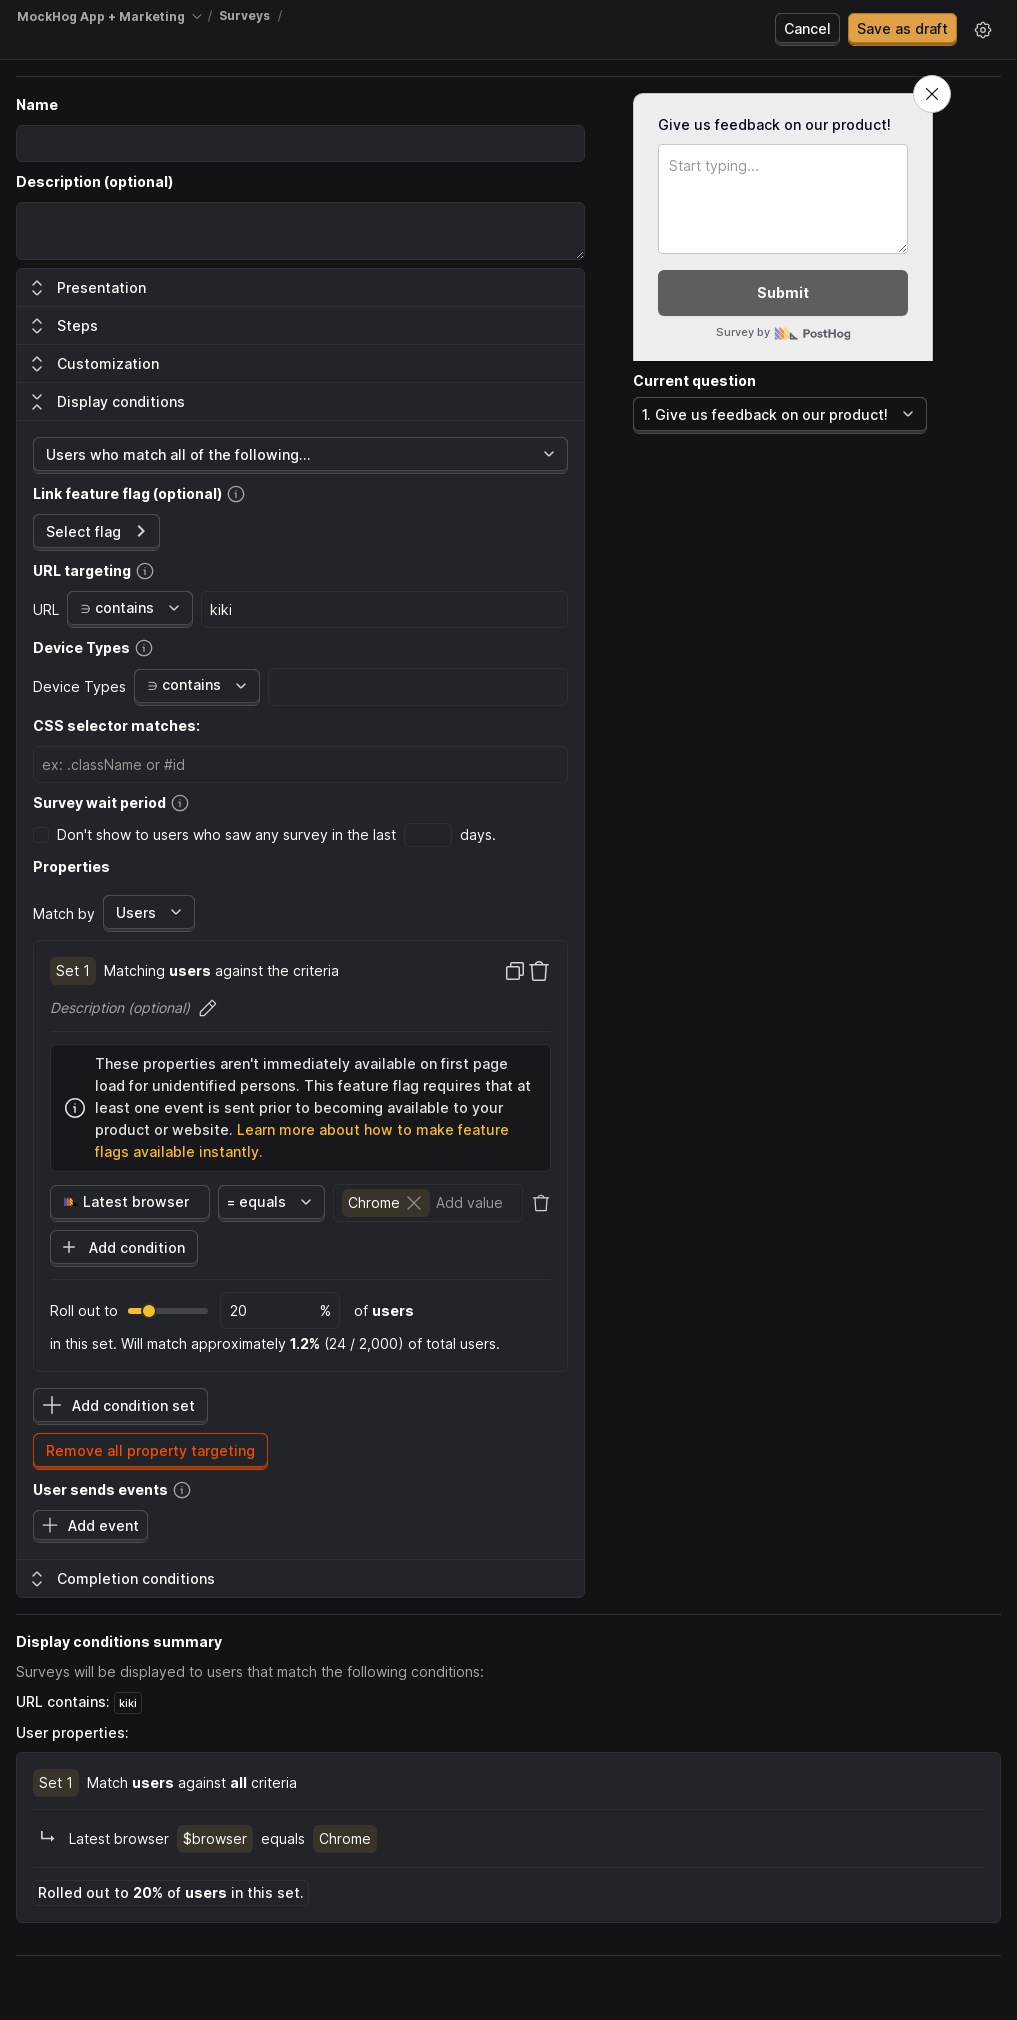 MockHog App + Marketing / Surveys /
Cancel
Save as draft
Name
Description (optional)
Presentation
Steps
Customization
Display conditions
Users who match all of the following...
Link feature flag (optional)
Select flag
URL targeting
URL ∋ contains kiki
Device Types
Device Types ∋ contains
CSS selector matches:
ex: .className or #id
Survey wait period
Don't show to users who saw any survey in the last days.
Properties
Match by Users
Set 1 Matching users against the criteria
Description (optional)
These properties aren't immediately available on first page
load for unidentified persons. This feature flag requires that at
least one event is sent prior to becoming available to your
product or website. Learn more about how to make feature
flags available instantly.
Latest browser = equals Chrome Add value
Add condition
Roll out to 20 % of users
in this set. Will match approximately 1.2% (24 / 2,000) of total users.
Add condition set
Remove all property targeting
User sends events
Add event
Completion conditions
Give us feedback on our product!
Start typing...
Submit
Survey by PostHog
Current question
1. Give us feedback on our product!
Display conditions summary
Surveys will be displayed to users that match the following conditions:
URL contains: kiki
User properties:
Set 1 Match users against all criteria
Latest browser $browser equals Chrome
Rolled out to 20% of users in this set.